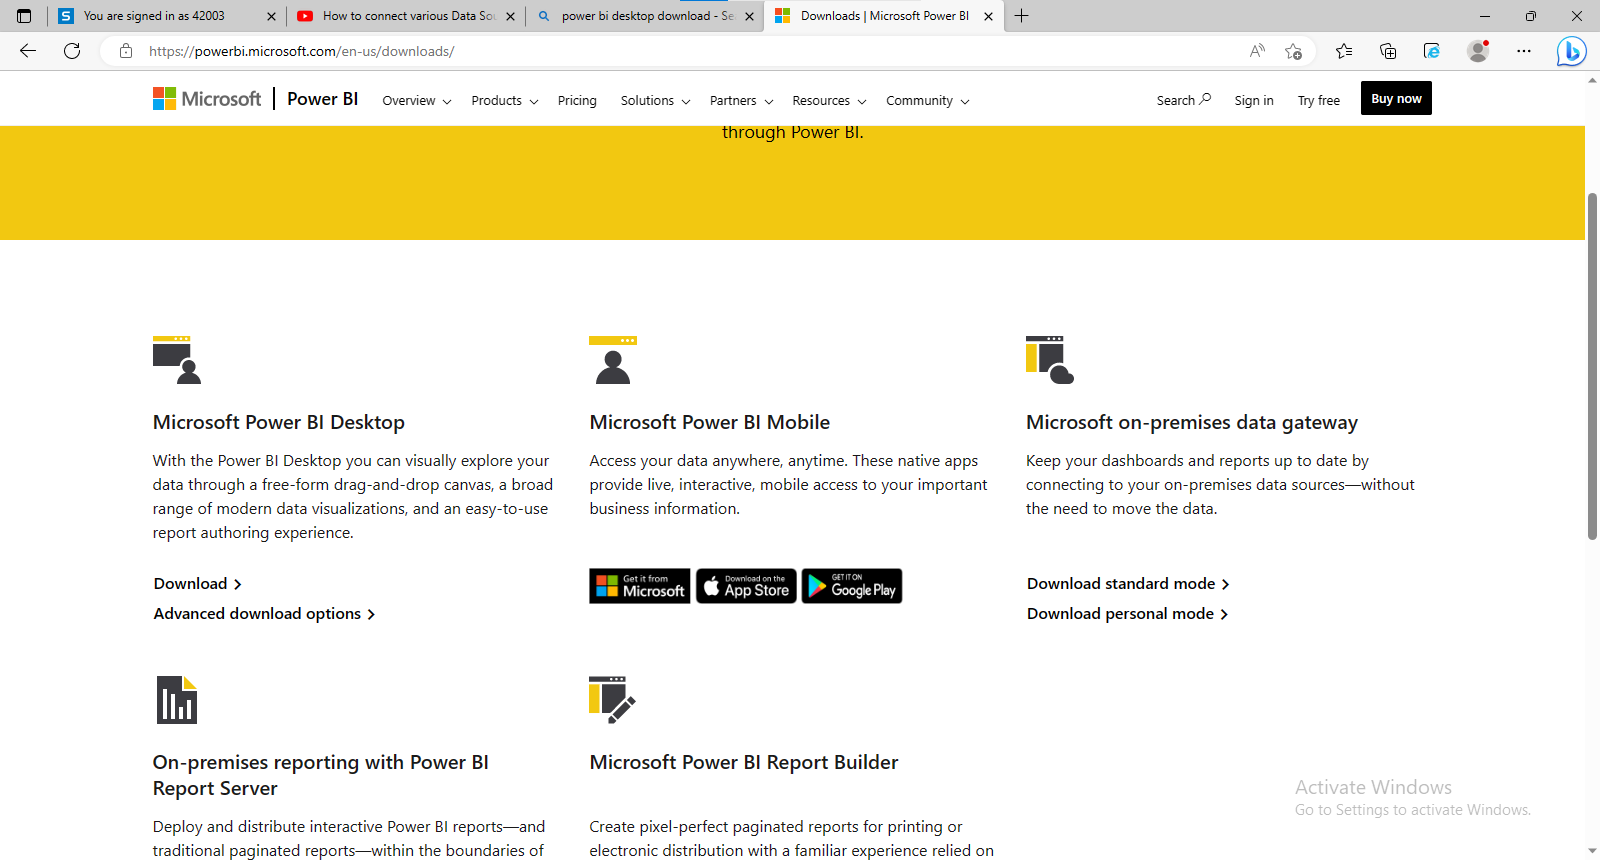 You are signed in as 42003
How to connect various Data Sou
power bi desktop download - Sea
Downloads | Microsoft Power BI
https://powerbi.microsoft.com/en-us/downloads/
Microsoft
Power BI
Overview
Products
Pricing
Solutions
Partners
Resources
Community
Search
Sign in
Try free
Buy now
through Power BI.
Microsoft Power BI Desktop
With the Power BI Desktop you can visually explore your
data through a free-form drag-and-drop canvas, a broad
range of modern data visualizations, and an easy-to-use
report authoring experience.
Download
Advanced download options
Microsoft Power BI Mobile
Access your data anywhere, anytime. These native apps
provide live, interactive, mobile access to your important
business information.
Get it from
Microsoft
Download on the
App Store
GET IT ON
Google Play
Microsoft on-premises data gateway
Keep your dashboards and reports up to date by
connecting to your on-premises data sources—without
the need to move the data.
Download standard mode
Download personal mode
On-premises reporting with Power BI
Report Server
Deploy and distribute interactive Power BI reports—and
traditional paginated reports—within the boundaries of
Microsoft Power BI Report Builder
Create pixel-perfect paginated reports for printing or
electronic distribution with a familiar experience relied on
Activate Windows
Go to Settings to activate Windows.